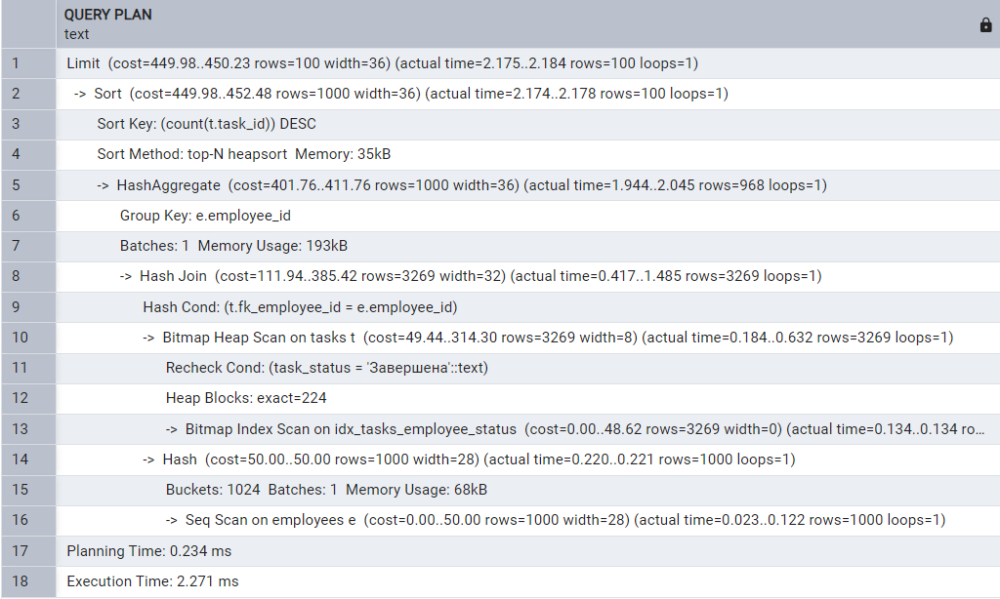 QUERY PLAN
text
1 Limit (cost=449.98..450.23 rows=100 width=36) (actual time=2.175..2.184 rows=100 loops=1)
2 -> Sort (cost=449.98..452.48 rows=1000 width=36) (actual time=2.174..2.178 rows=100 loops=1)
3 Sort Key: (count(t.task_id)) DESC
4 Sort Method: top-N heapsort Memory: 35kB
5 -> HashAggregate (cost=401.76..411.76 rows=1000 width=36) (actual time=1.944..2.045 rows=968 loops=1)
6 Group Key: e.employee_id
7 Batches: 1 Memory Usage: 193kB
8 -> Hash Join (cost=111.94..385.42 rows=3269 width=32) (actual time=0.417..1.485 rows=3269 loops=1)
9 Hash Cond: (t.fk_employee_id = e.employee_id)
10 -> Bitmap Heap Scan on tasks t (cost=49.44..314.30 rows=3269 width=8) (actual time=0.184..0.632 rows=3269 loops=1)
11 Recheck Cond: (task_status = 'Завершена'::text)
12 Heap Blocks: exact=224
13 -> Bitmap Index Scan on idx_tasks_employee_status (cost=0.00..48.62 rows=3269 width=0) (actual time=0.134..0.134 ro...
14 -> Hash (cost=50.00..50.00 rows=1000 width=28) (actual time=0.220..0.221 rows=1000 loops=1)
15 Buckets: 1024 Batches: 1 Memory Usage: 68kB
16 -> Seq Scan on employees e (cost=0.00..50.00 rows=1000 width=28) (actual time=0.023..0.122 rows=1000 loops=1)
17 Planning Time: 0.234 ms
18 Execution Time: 2.271 ms